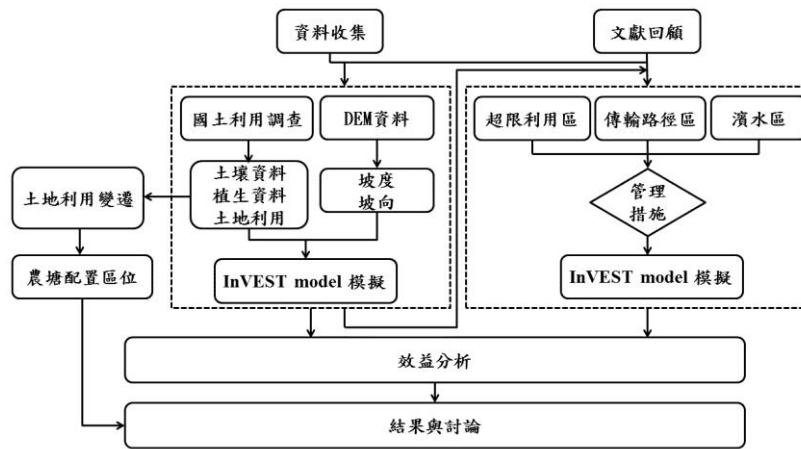 資料收集
文獻回顧
國土利用調查
DEM資料
超限利用區
傳輸路徑區
濱水區
土地利用變遷
土壤資料
植生資料
土地利用
坡度
坡向
管理
措施
農塘配置區位
InVEST model 模擬
InVEST model 模擬
效益分析
結果與討論